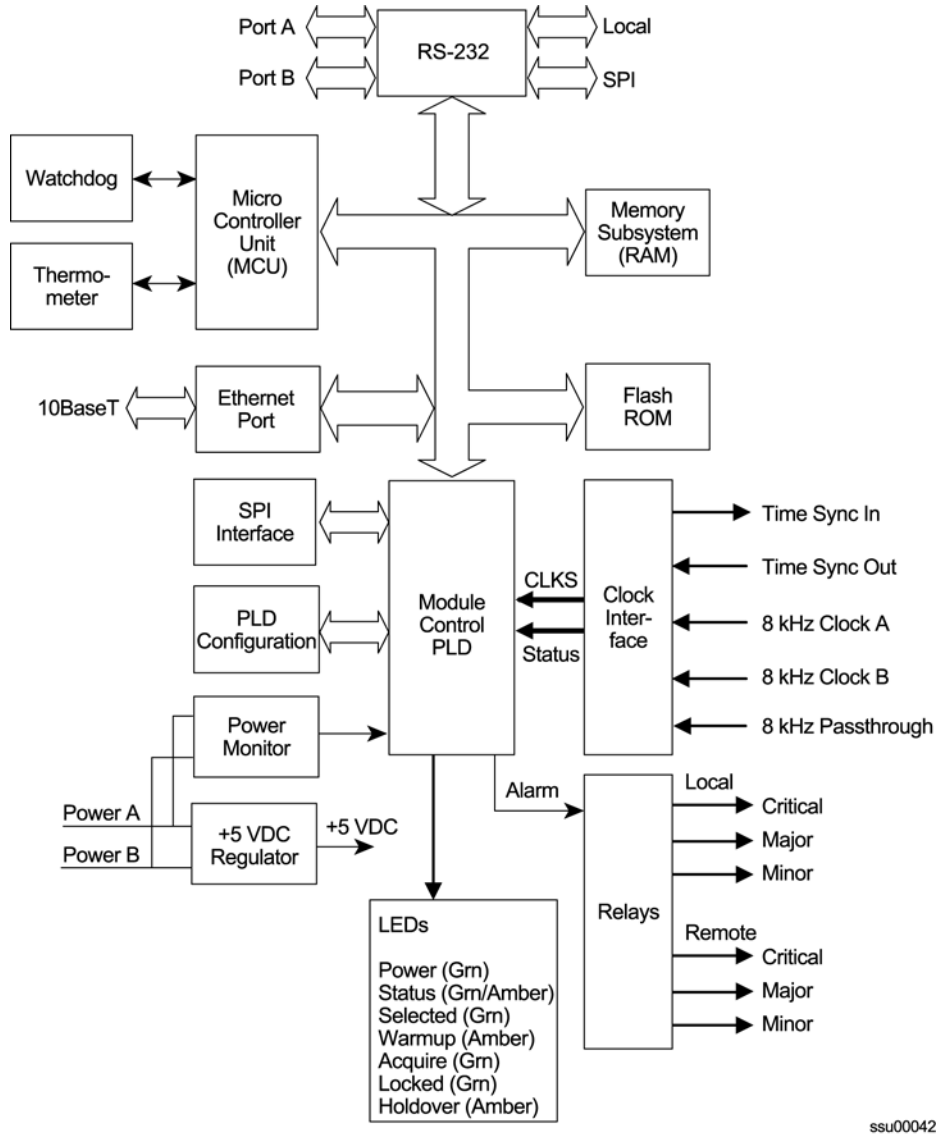 Port A
Port B
RS-232
Local
SPI
Watchdog
Thermo-
meter
Micro
Controller
Unit
(MCU)
Memory
Subsystem
(RAM)
10BaseT
Ethernet
Port
Flash
ROM
SPI
Interface
PLD
Configuration
Power
Monitor
Power A
Power B
+5 VDC
Regulator
+5 VDC
Module
Control
PLD
CLKS
Status
Clock
Inter-
face
Time Sync In
Time Sync Out
8 kHz Clock A
8 kHz Clock B
8 kHz Passthrough
Alarm
Relays
Local
Critical
Major
Minor
Remote
Critical
Major
Minor
LEDs
Power (Grn)
Status (Grn/Amber)
Selected (Grn)
Warmup (Amber)
Acquire (Grn)
Locked (Grn)
Holdover (Amber)
ssu00042